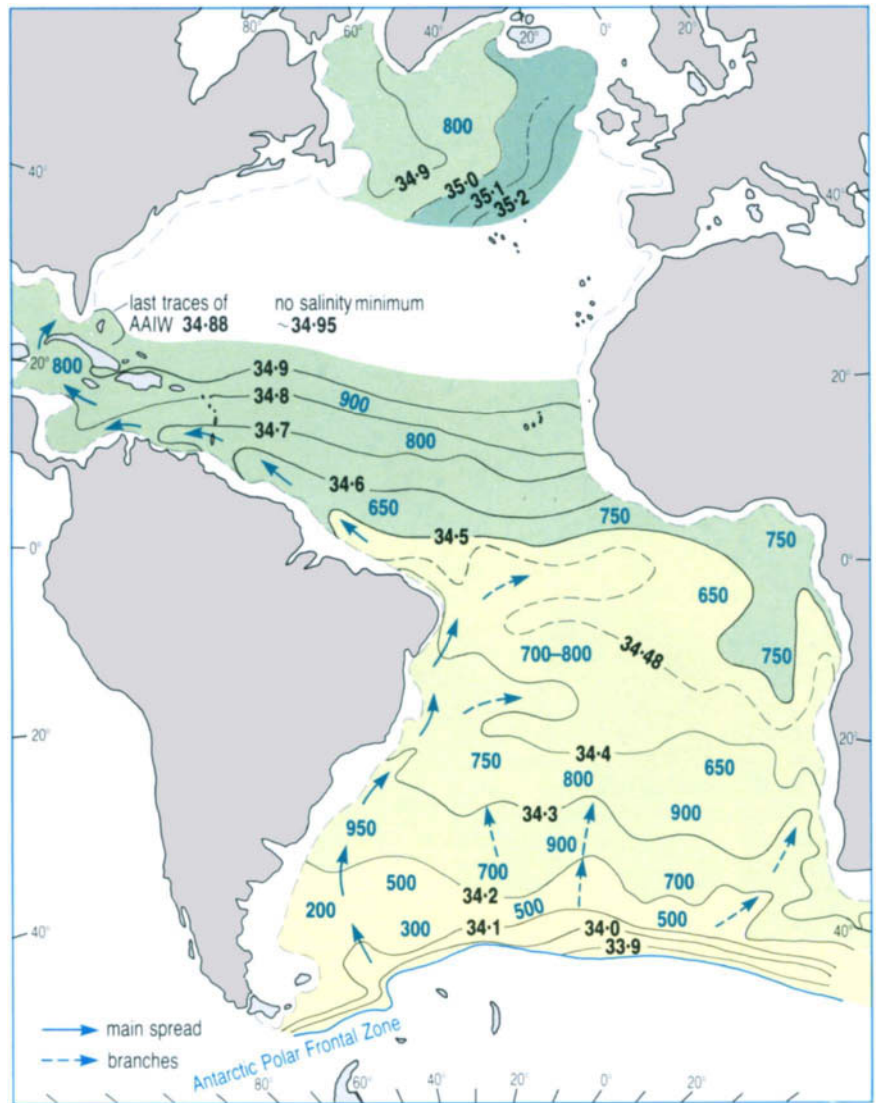 80° 60° 40° 20° 0° 20°
800
40° 34·9 35·0 40°
35·1
35·2
last traces of no salinity minimum
AAIW 34·88 ~34·95
20° 800 34·9 20°
34·8 900
34·7 800
34·6
650 750
0° 34·5 750 0°
650
700–800 34·48 750
20° 34·4 20°
750 800 650
34·3 900
950 900
500 700 700
200 34·2 500 500
40° 300 34·1 34·0 40°
33·9
main spread
branches
Antarctic Polar Frontal Zone
80° 60° 40° 20° 0° 20°